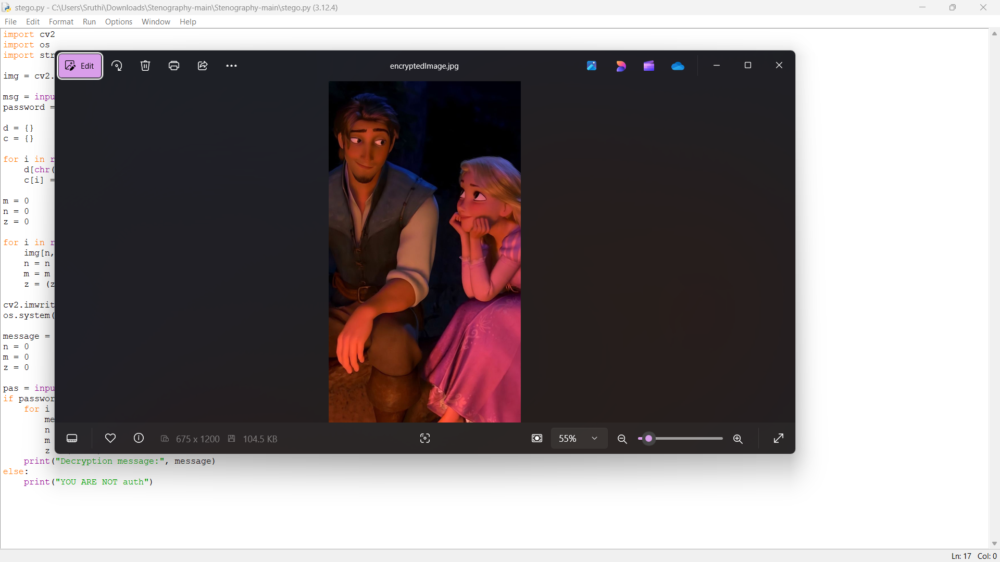 stego.py - C:\Users\Sruthi\Downloads\Stenography-main\Stenography-main\stego.py (3.12.4)
File Edit Format Run Options Window Help
import cv2
import os
import str
Edit
encryptedImage.jpg
img = cv2.
msg = inpu
password =
d = {}
c = {}
for i in r
d[chr(
c[i] =
m = 0
n = 0
z = 0
for i in r
img[n,
n = n
m = m
z = (z
cv2.imwrit
os.system(
message =
n = 0
m = 0
z = 0
pas = inpu
if passwor
for i
me
n
m
z
675 x 1200 104.5 KB
55%
print("Decryption message:", message)
else:
print("YOU ARE NOT auth")
Ln: 17 Col: 0